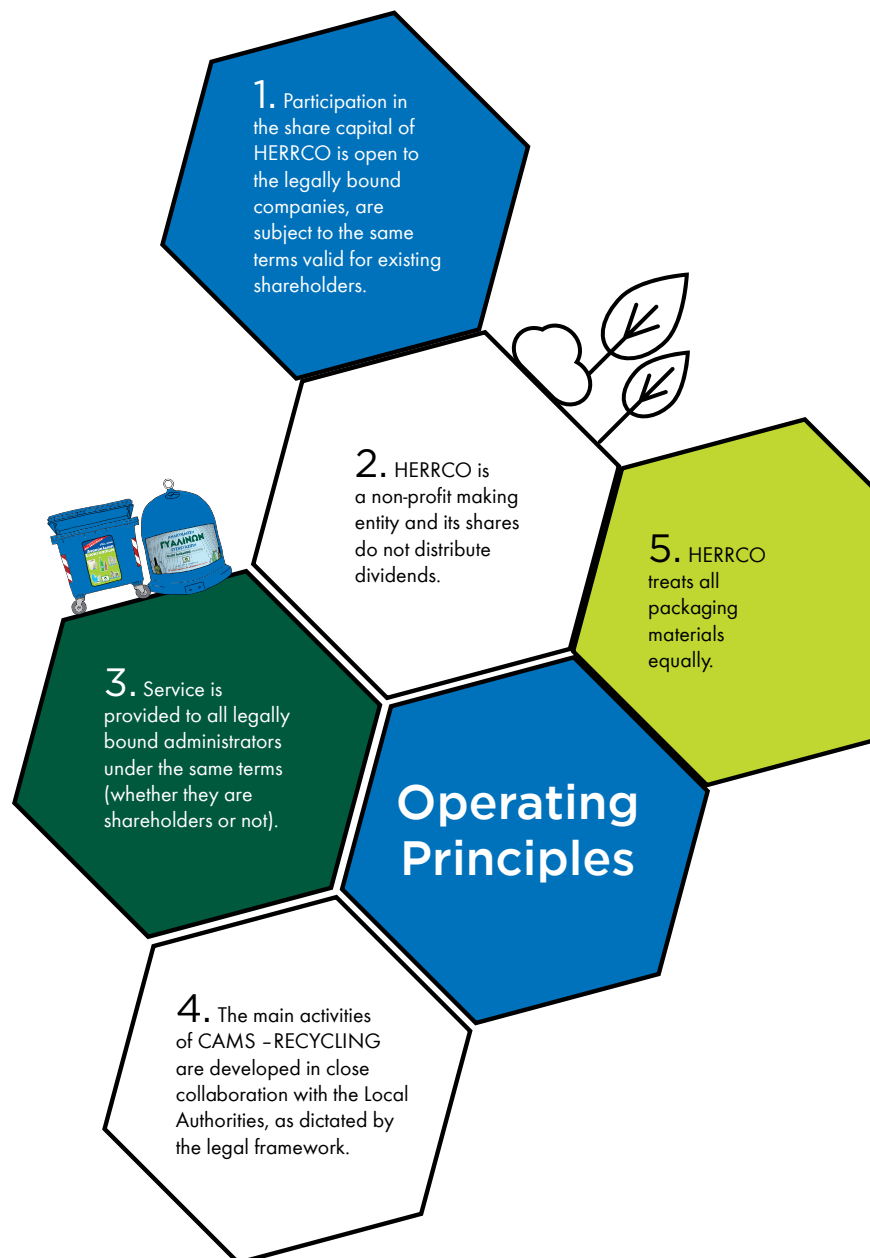 1. Participation in
the share capital of
HERRCO is open to
the legally bound
companies, are
subject to the same
terms valid for existing
shareholders.
2. HERRCO is
a non-profit making
entity and its shares
do not distribute
dividends.
5. HERRCO
treats all
packaging
materials
equally.
ΓΥΑΛΙΝΩΝ
3. Service is
provided to all legally
bound administrators
under the same terms
(whether they are
shareholders or not).
Operating
Principles
4. The main activities
of CAMS –RECYCLING
are developed in close
collaboration with the Local
Authorities, as dictated by
the legal framework.